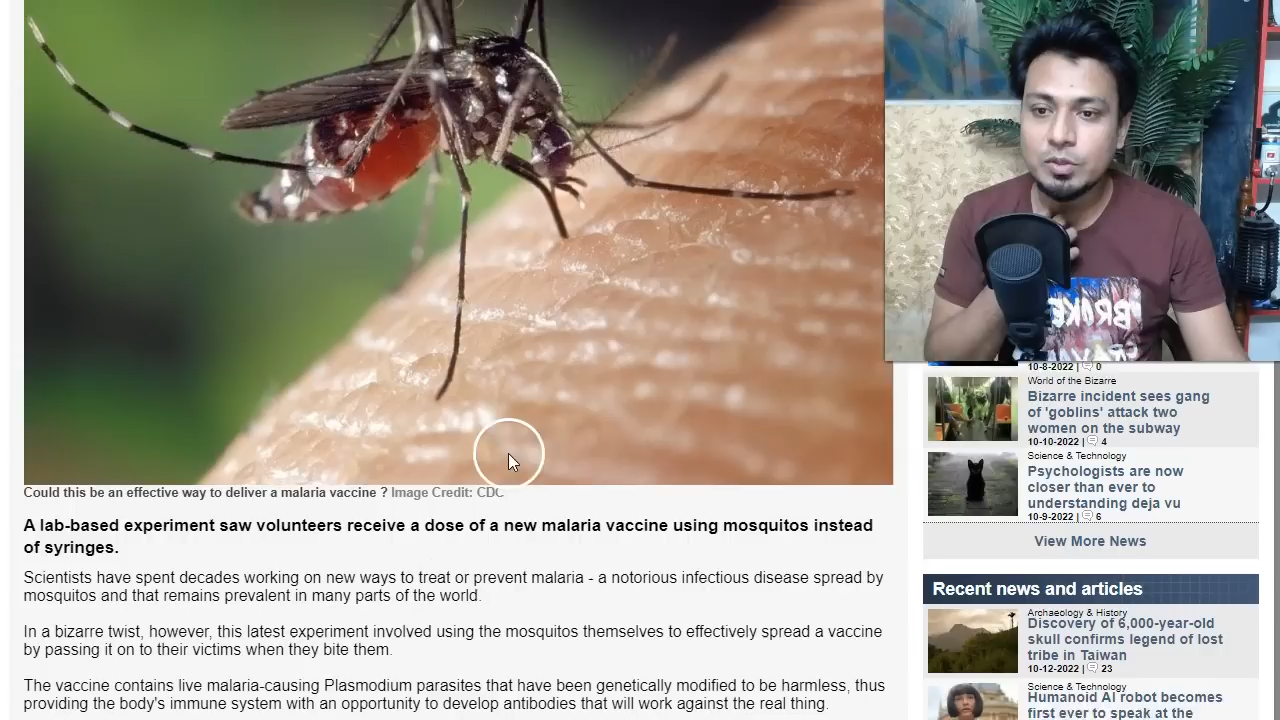 BROKE
Could this be an effective way to deliver a malaria vaccine ? Image Credit: CDC
A lab-based experiment saw volunteers receive a dose of a new malaria vaccine using mosquitos instead
of syringes.
Scientists have spent decades working on new ways to treat or prevent malaria - a notorious infectious disease spread by
mosquitos and that remains prevalent in many parts of the world.
In a bizarre twist, however, this latest experiment involved using the mosquitos themselves to effectively spread a vaccine
by passing it on to their victims when they bite them.
The vaccine contains live malaria-causing Plasmodium parasites that have been genetically modified to be harmless, thus
providing the body's immune system with an opportunity to develop antibodies that will work against the real thing.
10-8-2022 | 0
World of the Bizarre
Bizarre incident sees gang
of 'goblins' attack two
women on the subway
10-10-2022 | 4
Science & Technology
Psychologists are now
closer than ever to
understanding deja vu
10-9-2022 | 6
View More News
Recent news and articles
Archaeology & History
Discovery of 6,000-year-old
skull confirms legend of lost
tribe in Taiwan
10-12-2022 | 23
Science & Technology
Humanoid AI robot becomes
first ever to speak at the